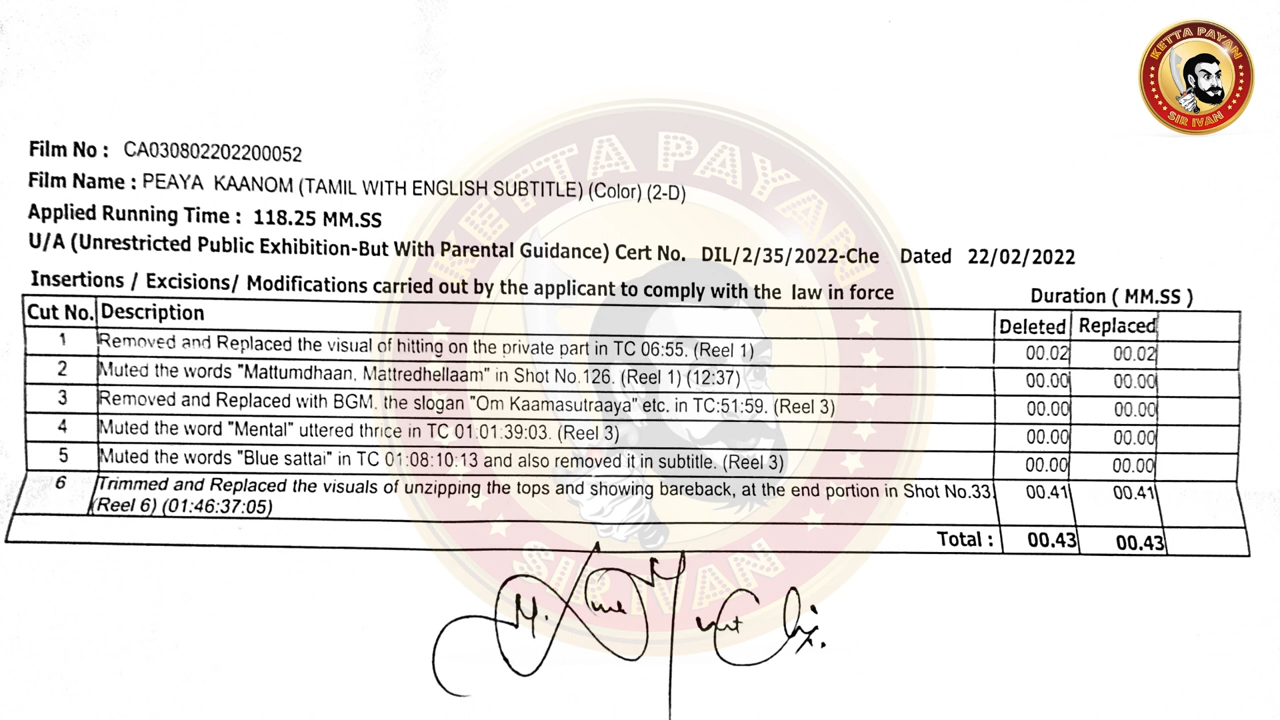 KETTA PAYAN
SIR IVAN
Film No : CA030802202200052
Film Name : PEAYA KAANOM (TAMIL WITH ENGLISH SUBTITLE) (Color) (2-D)
Applied Running Time : 118.25 MM.SS
U/A (Unrestricted Public Exhibition-But With Parental Guidance) Cert No. DIL/2/35/2022-Che Dated 22/02/2022
Insertions / Excisions/ Modifications carried out by the applicant to comply with the law in force Duration ( MM.SS )
Cut No. Description Deleted Replaced
1 Removed and Replaced the visual of hitting on the private part in TC 06:55. (Reel 1) 00.02 00.02
2 Muted the words "Mattumdhaan, Mattredhellaam" in Shot No.126. (Reel 1) (12:37) 00.00 00.00
3 Removed and Replaced with BGM, the slogan "Om Kaamasutraaya" etc. in TC:51:59. (Reel 3) 00.00 00.00
4 Muted the word "Mental" uttered thrice in TC 01:01:39:03. (Reel 3) 00.00 00.00
5 Muted the words "Blue sattai" in TC 01:08:10:13 and also removed it in subtitle. (Reel 3) 00.00 00.00
6 Trimmed and Replaced the visuals of unzipping the tops and showing bareback, at the end portion in Shot No.33 00.41 00.41
(Reel 6) (01:46:37:05)
Total : 00.43 00.43
KETTA PAYAN
SIR IVAN